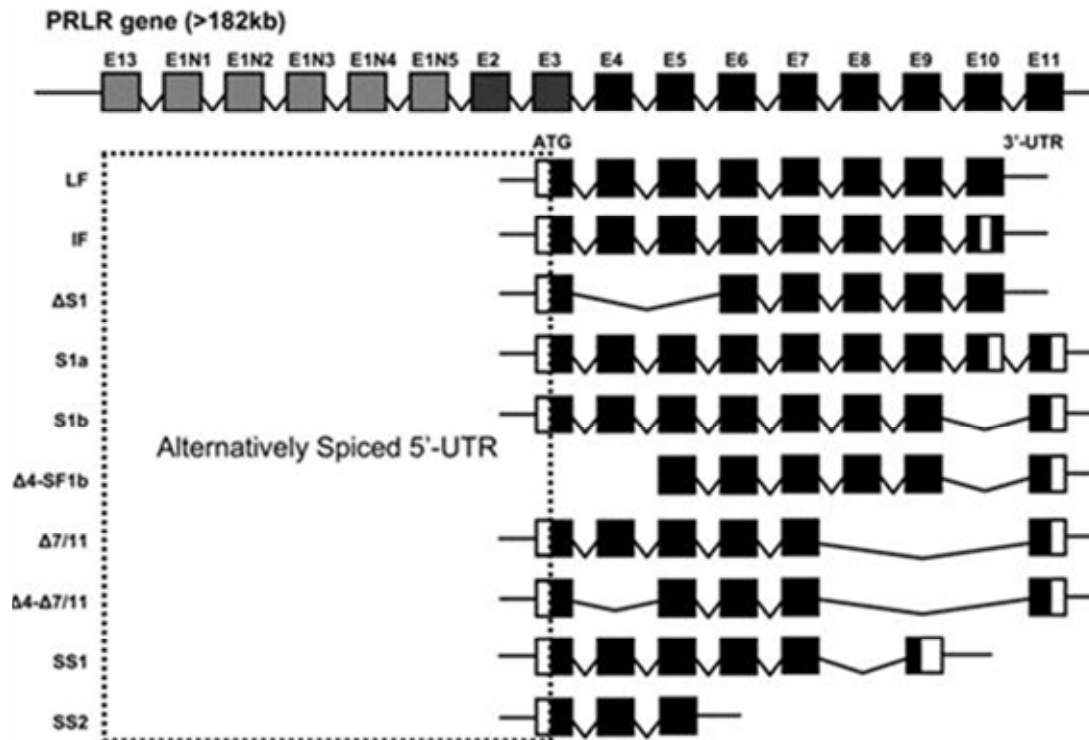 PRLR gene (>182kb)
E13 E1N1 E1N2 E1N3 E1N4 E1N5 E2 E3 E4 E5 E6 E7 E8 E9 E10 E11
ATG 3'-UTR
LF
IF
ΔS1
S1a
S1b
Alternatively Spiced 5'-UTR
Δ4-SF1b
Δ7/11
Δ4-Δ7/11
SS1
SS2